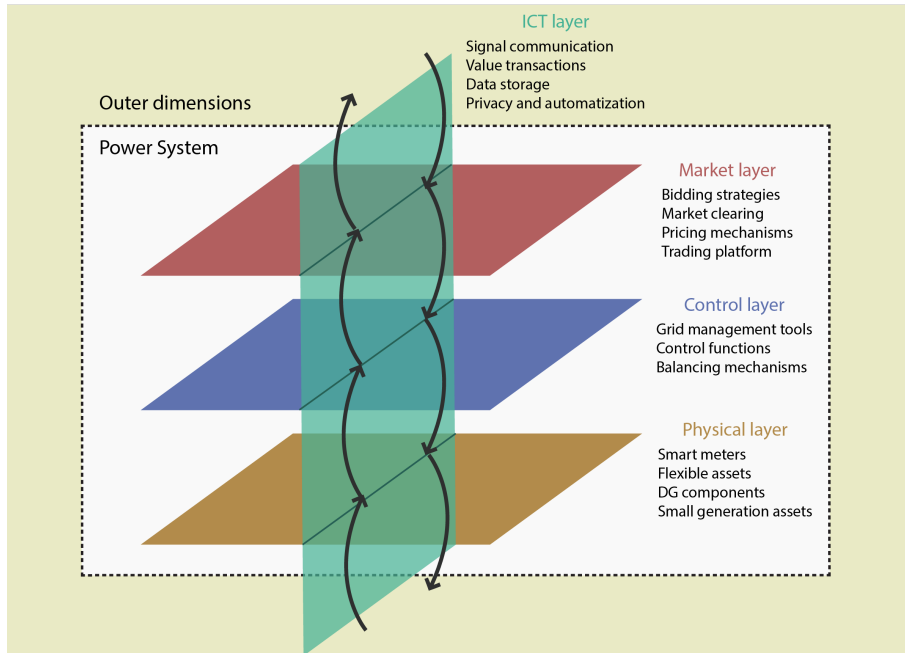 ICT layer
Signal communication
Value transactions
Data storage
Privacy and automatization
Outer dimensions
Power System
Market layer
Bidding strategies
Market clearing
Pricing mechanisms
Trading platform
Control layer
Grid management tools
Control functions
Balancing mechanisms
Physical layer
Smart meters
Flexible assets
DG components
Small generation assets